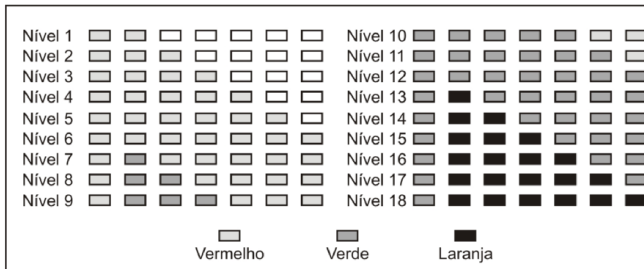 Nível 1
Nível 2
Nível 3
Nível 4
Nível 5
Nível 6
Nível 7
Nível 8
Nível 9
Nível 10
Nível 11
Nível 12
Nível 13
Nível 14
Nível 15
Nível 16
Nível 17
Nível 18
Vermelho Verde Laranja